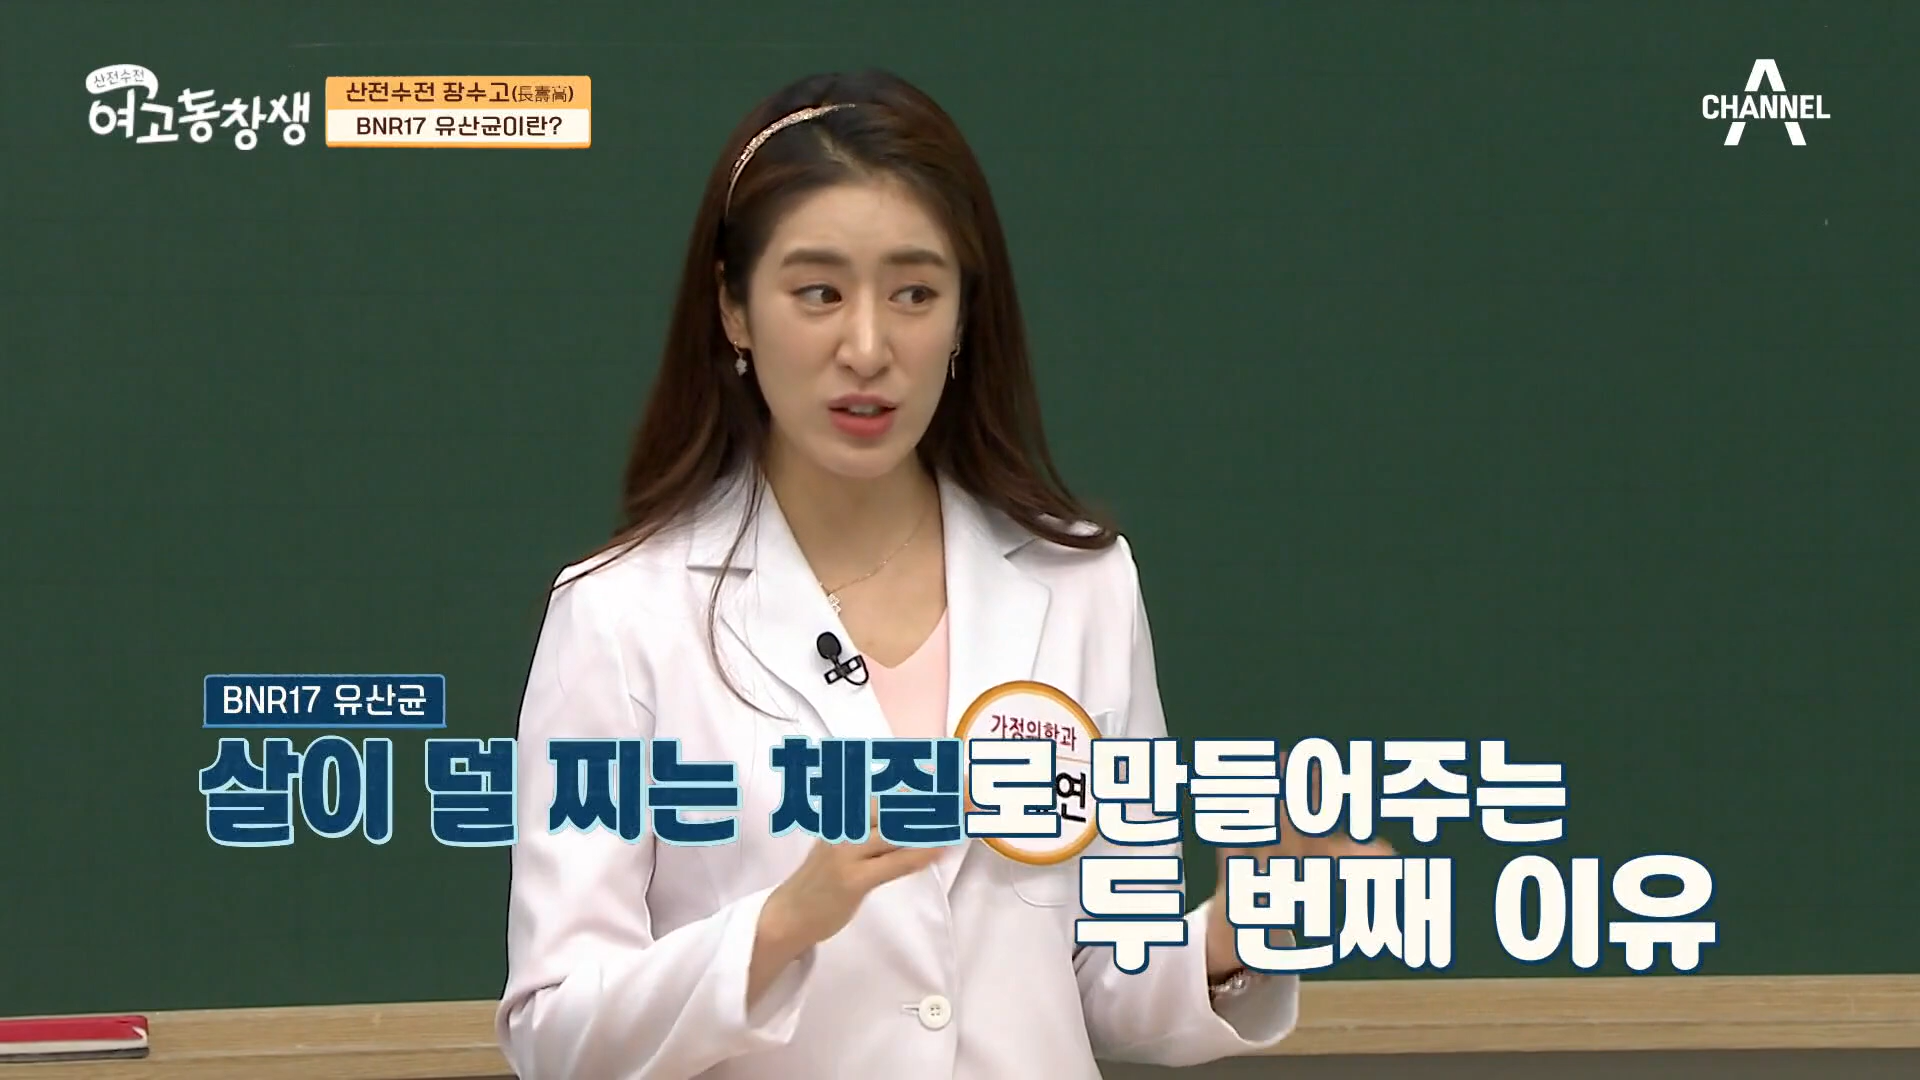 산전수전
여고동창생
산전수전 장수고(長壽高)
BNR17 유산균이란?
CHANNEL A
BNR17 유산균
가정의학과
연
살이 덜 찌는 체질로 만들어주는
두 번째 이유